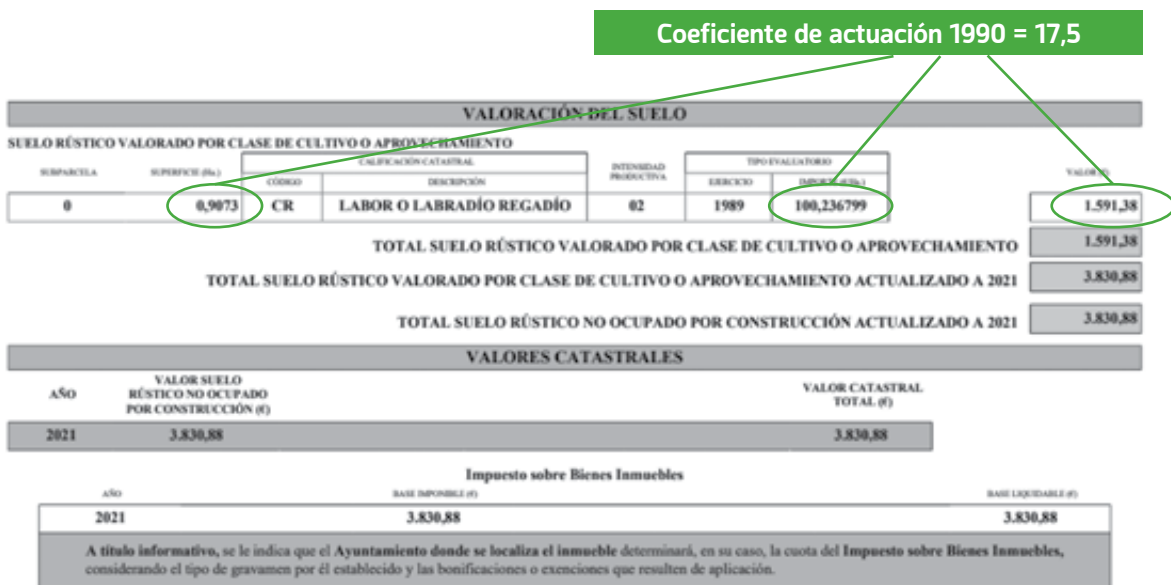 Coeficiente de actuación 1990 = 17,5
VALORACIÓN DEL SUELO
SUELO RÚSTICO VALORADO POR CLASE DE CULTIVO O APROVECHAMIENTO
SUBPARCELA SUPERFICIE (Ha.) CALIFICACIÓN CATASTRAL INTENSIDAD PRODUCTIVA TIPO EVALUATORIO VALOR (€)
CÓDIGO DESCRIPCIÓN EJERCICIO IMPORTE (€/Ha.)
0 0,9073 CR LABOR O LABRADÍO REGADÍO 02 1989 100,236799 1.591,38
TOTAL SUELO RÚSTICO VALORADO POR CLASE DE CULTIVO O APROVECHAMIENTO 1.591,38
TOTAL SUELO RÚSTICO VALORADO POR CLASE DE CULTIVO O APROVECHAMIENTO ACTUALIZADO A 2021 3.830,88
TOTAL SUELO RÚSTICO NO OCUPADO POR CONSTRUCCIÓN ACTUALIZADO A 2021 3.830,88
VALORES CATASTRALES
AÑO VALOR SUELO RÚSTICO NO OCUPADO POR CONSTRUCCIÓN (€) VALOR CATASTRAL TOTAL (€)
2021 3.830,88 3.830,88
Impuesto sobre Bienes Inmuebles
AÑO BASE IMPONIBLE (€) BASE LIQUIDABLE (€)
2021 3.830,88 3.830,88
A título informativo, se le indica que el Ayuntamiento donde se localiza el inmueble determinará, en su caso, la cuota del Impuesto sobre Bienes Inmuebles,
considerando el tipo de gravamen por él establecido y las bonificaciones o exenciones que resulten de aplicación.